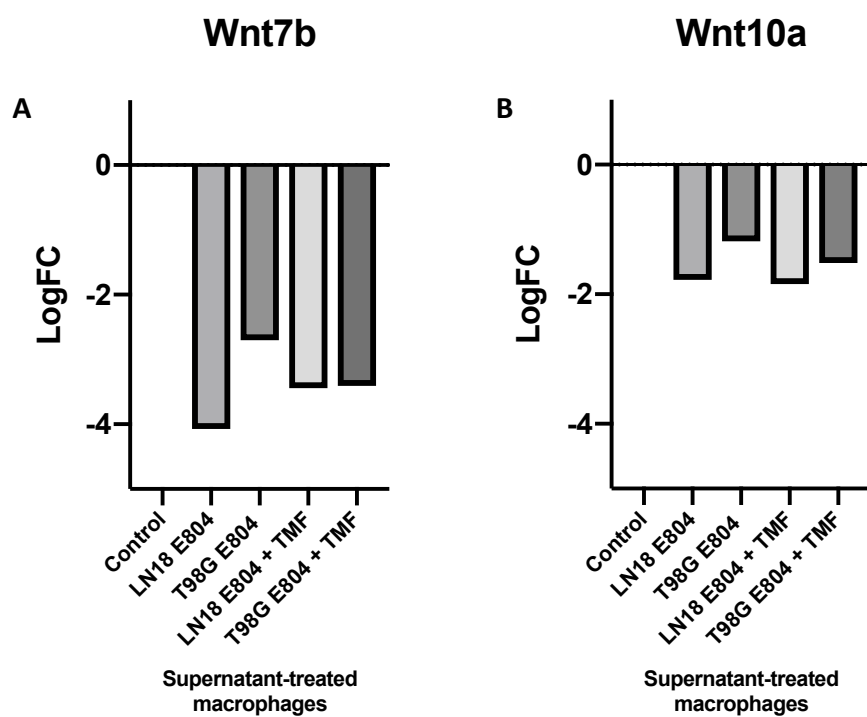 Wnt7b
A
LogFC
0
-2
-4
Control
LN18 E804
T98G E804
LN18 E804 + TMF
T98G E804 + TMF
Supernatant-treated
macrophages
Wnt10a
B
LogFC
0
-2
-4
Control
LN18 E804
T98G E804
LN18 E804 + TMF
T98G E804 + TMF
Supernatant-treated
macrophages